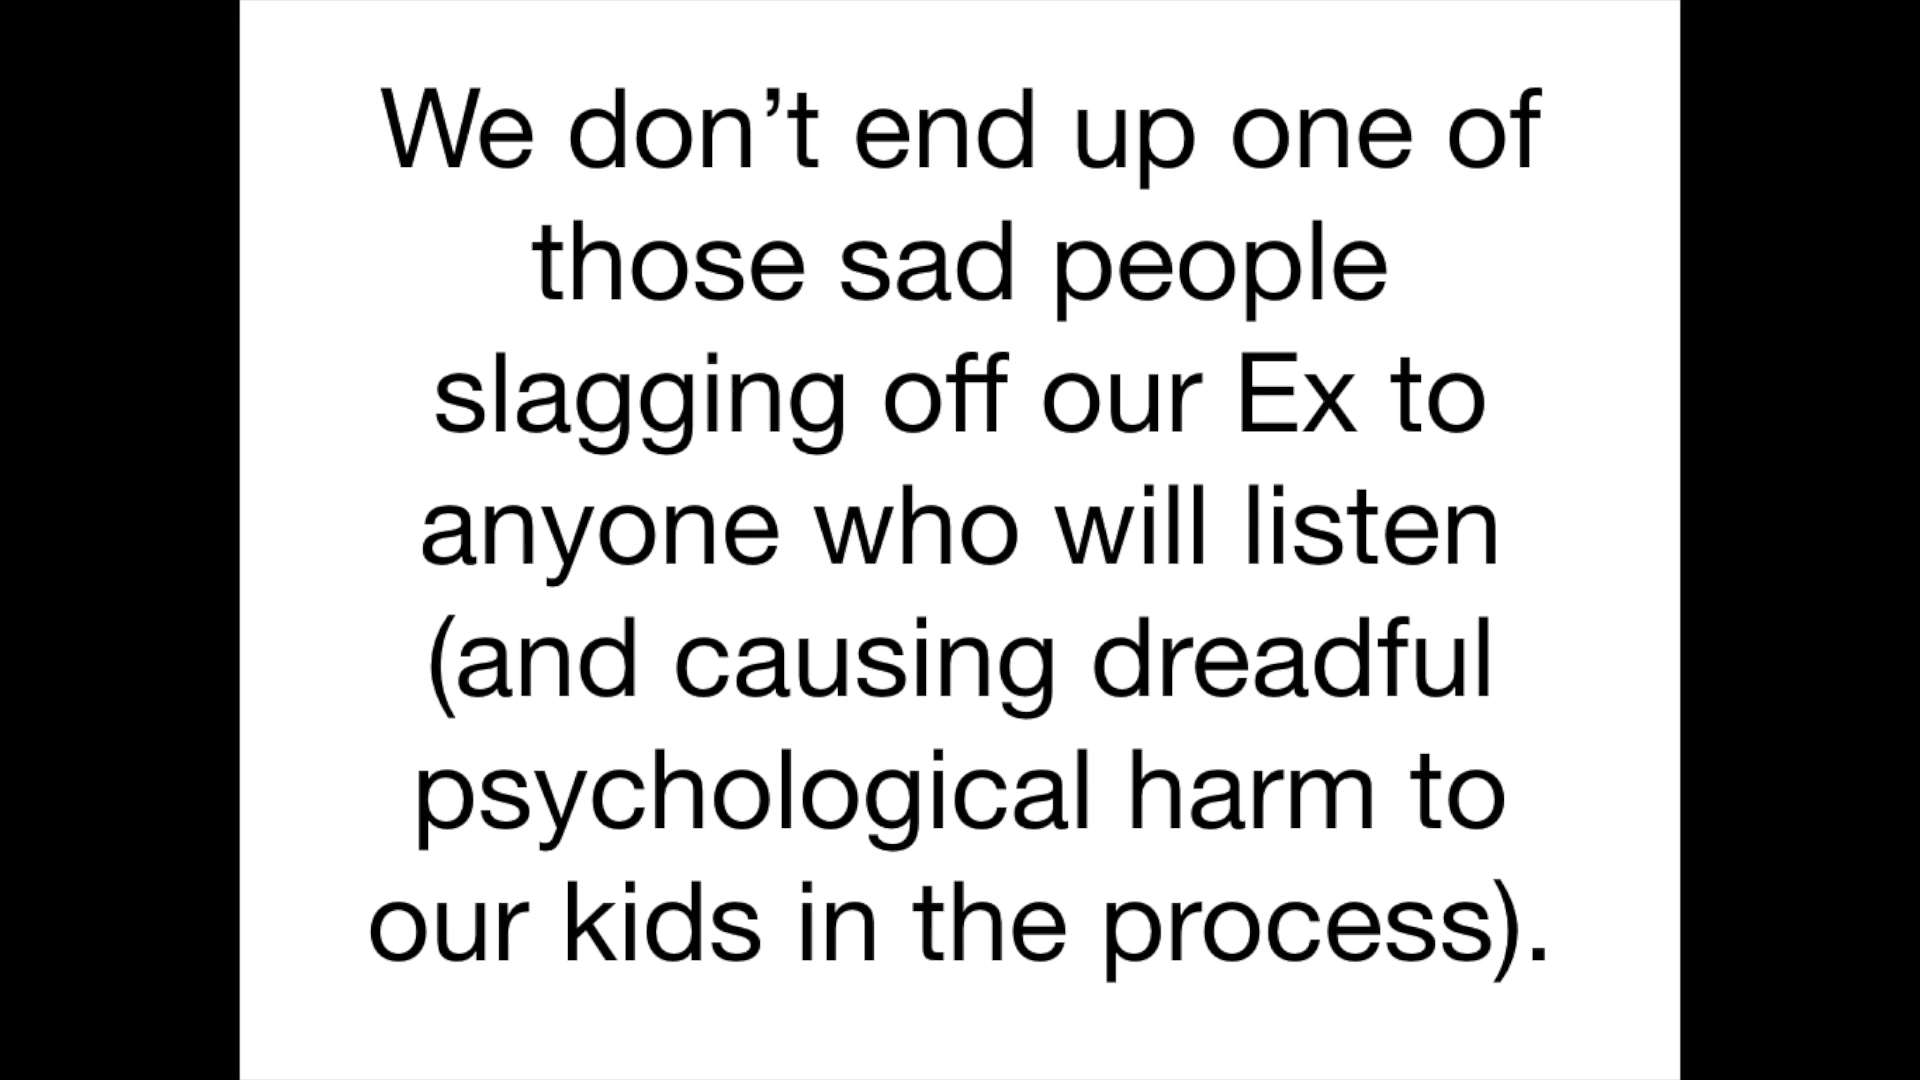 We don’t end up one of
those sad people
slagging off our Ex to
anyone who will listen
(and causing dreadful
psychological harm to
our kids in the process).